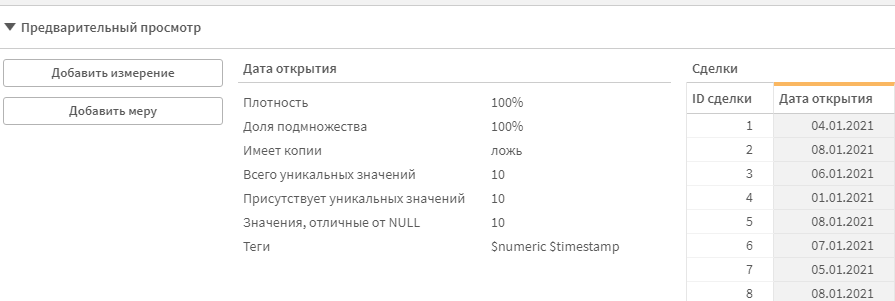 Предварительный просмотр
Добавить измерение
Добавить меру
Дата открытия
Плотность 100%
Доля подмножества 100%
Имеет копии ложь
Всего уникальных значений 10
Присутствует уникальных значений 10
Значения, отличные от NULL 10
Теги $numeric $timestamp
Сделки
ID сделки Дата открытия
1 04.01.2021
2 08.01.2021
3 06.01.2021
4 01.01.2021
5 08.01.2021
6 07.01.2021
7 05.01.2021
8 08.01.2021